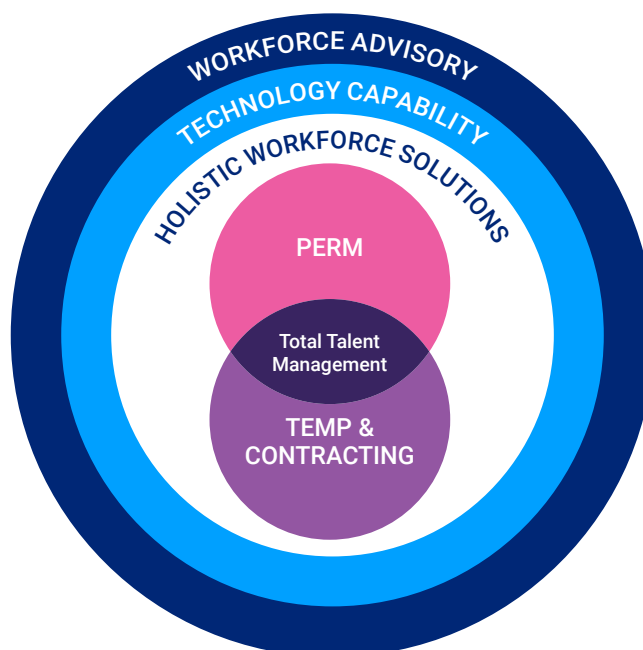 WORKFORCE ADVISORY
TECHNOLOGY CAPABILITY
HOLISTIC WORKFORCE SOLUTIONS
PERM
Total Talent
Management
TEMP &
CONTRACTING